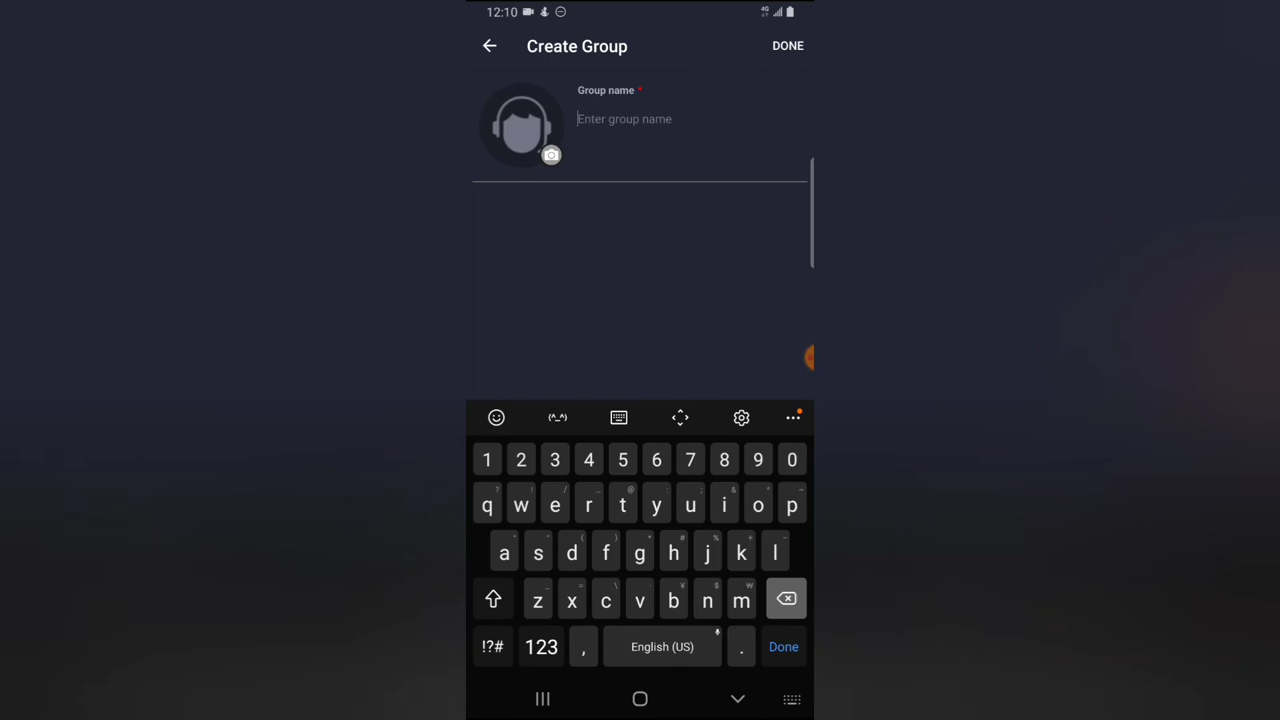 12:10 4G
Create Group DONE
Group name *
Enter group name
(^_^)
1 2 3 4 5 6 7 8 9 0
q w e r t y u i o p
a s d f g h j k l
z x c v b n m
!?# 123 , English (US) . Done